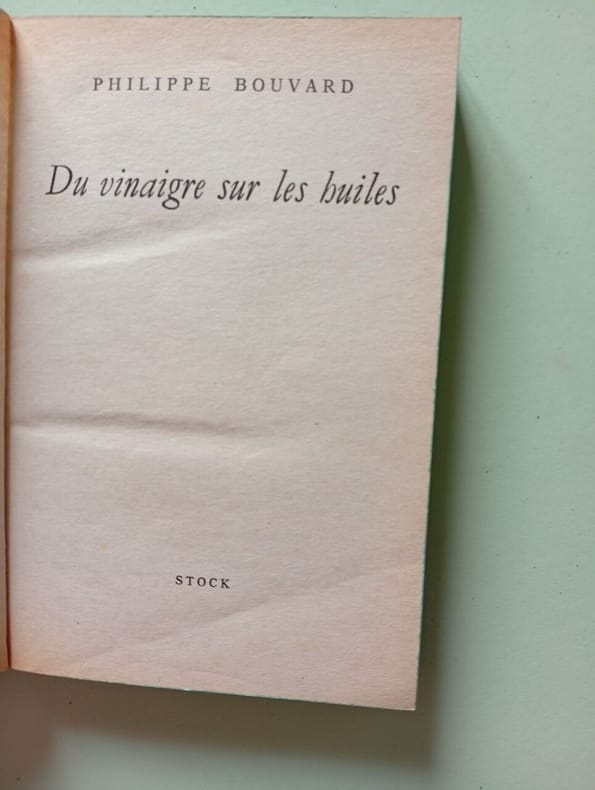 PHILIPPE BOUVARD
Du vinaigre sur les huiles
STOCK